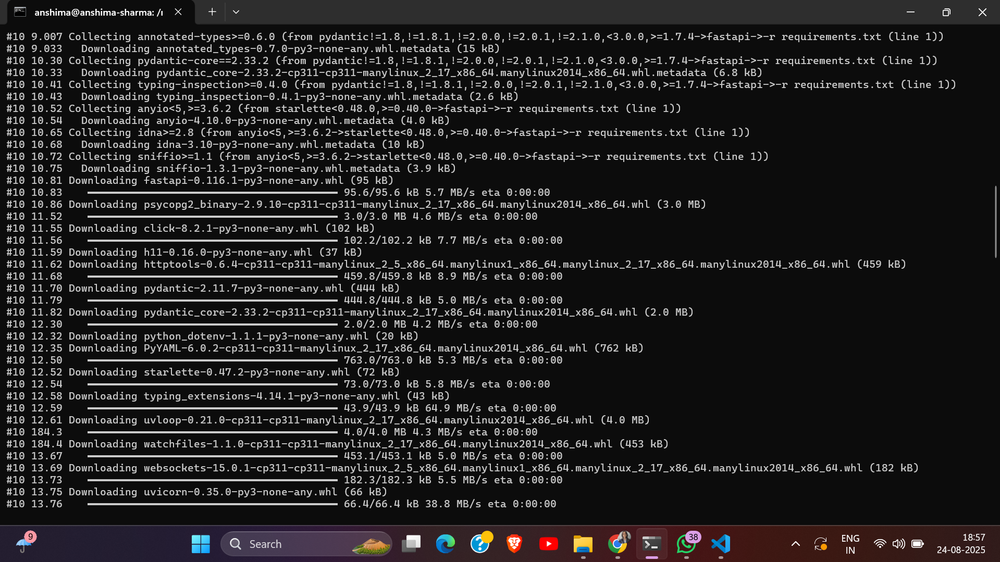 anshima@anshima-sharma: /r
#10 9.007 Collecting annotated-types>=0.6.0 (from pydantic!=1.8,!=1.8.1,!=2.0.0,!=2.0.1,!=2.1.0,<3.0.0,>=1.7.4->fastapi->-r requirements.txt (line 1))
#10 9.033   Downloading annotated_types-0.7.0-py3-none-any.whl.metadata (15 kB)
#10 10.30 Collecting pydantic-core==2.33.2 (from pydantic!=1.8,!=1.8.1,!=2.0.0,!=2.0.1,!=2.1.0,<3.0.0,>=1.7.4->fastapi->-r requirements.txt (line 1))
#10 10.33   Downloading pydantic_core-2.33.2-cp311-cp311-manylinux_2_17_x86_64.manylinux2014_x86_64.whl.metadata (6.8 kB)
#10 10.41 Collecting typing-inspection>=0.4.0 (from pydantic!=1.8,!=1.8.1,!=2.0.0,!=2.0.1,!=2.1.0,<3.0.0,>=1.7.4->fastapi->-r requirements.txt (line 1))
#10 10.43   Downloading typing_inspection-0.4.1-py3-none-any.whl.metadata (2.6 kB)
#10 10.52 Collecting anyio<5,>=3.6.2 (from starlette<0.48.0,>=0.40.0->fastapi->-r requirements.txt (line 1))
#10 10.54   Downloading anyio-4.10.0-py3-none-any.whl.metadata (4.0 kB)
#10 10.65 Collecting idna>=2.8 (from anyio<5,>=3.6.2->starlette<0.48.0,>=0.40.0->fastapi->-r requirements.txt (line 1))
#10 10.68   Downloading idna-3.10-py3-none-any.whl.metadata (10 kB)
#10 10.72 Collecting sniffio>=1.1 (from anyio<5,>=3.6.2->starlette<0.48.0,>=0.40.0->fastapi->-r requirements.txt (line 1))
#10 10.75   Downloading sniffio-1.3.1-py3-none-any.whl.metadata (3.9 kB)
#10 10.81 Downloading fastapi-0.116.1-py3-none-any.whl (95 kB)
#10 10.83    95.6/95.6 kB 5.7 MB/s eta 0:00:00
#10 10.86 Downloading psycopg2_binary-2.9.10-cp311-cp311-manylinux_2_17_x86_64.manylinux2014_x86_64.whl (3.0 MB)
#10 11.52    3.0/3.0 MB 4.6 MB/s eta 0:00:00
#10 11.55 Downloading click-8.2.1-py3-none-any.whl (102 kB)
#10 11.56    102.2/102.2 kB 7.7 MB/s eta 0:00:00
#10 11.59 Downloading h11-0.16.0-py3-none-any.whl (37 kB)
#10 11.62 Downloading httptools-0.6.4-cp311-cp311-manylinux_2_5_x86_64.manylinux1_x86_64.manylinux_2_17_x86_64.manylinux2014_x86_64.whl (459 kB)
#10 11.68    459.8/459.8 kB 8.9 MB/s eta 0:00:00
#10 11.70 Downloading pydantic-2.11.7-py3-none-any.whl (444 kB)
#10 11.79    444.8/444.8 kB 5.0 MB/s eta 0:00:00
#10 11.82 Downloading pydantic_core-2.33.2-cp311-cp311-manylinux_2_17_x86_64.manylinux2014_x86_64.whl (2.0 MB)
#10 12.30    2.0/2.0 MB 4.2 MB/s eta 0:00:00
#10 12.32 Downloading python_dotenv-1.1.1-py3-none-any.whl (20 kB)
#10 12.35 Downloading PyYAML-6.0.2-cp311-cp311-manylinux_2_17_x86_64.manylinux2014_x86_64.whl (762 kB)
#10 12.50    763.0/763.0 kB 5.3 MB/s eta 0:00:00
#10 12.52 Downloading starlette-0.47.2-py3-none-any.whl (72 kB)
#10 12.54    73.0/73.0 kB 5.8 MB/s eta 0:00:00
#10 12.58 Downloading typing_extensions-4.14.1-py3-none-any.whl (43 kB)
#10 12.59    43.9/43.9 kB 64.9 MB/s eta 0:00:00
#10 12.61 Downloading uvloop-0.21.0-cp311-cp311-manylinux_2_17_x86_64.manylinux2014_x86_64.whl (4.0 MB)
#10 184.3    4.0/4.0 MB 4.3 MB/s eta 0:00:00
#10 184.4 Downloading watchfiles-1.1.0-cp311-cp311-manylinux_2_17_x86_64.manylinux2014_x86_64.whl (453 kB)
#10 13.67    453.1/453.1 kB 5.0 MB/s eta 0:00:00
#10 13.69 Downloading websockets-15.0.1-cp311-cp311-manylinux_2_5_x86_64.manylinux1_x86_64.manylinux_2_17_x86_64.manylinux2014_x86_64.whl (182 kB)
#10 13.73    182.3/182.3 kB 5.5 MB/s eta 0:00:00
#10 13.75 Downloading uvicorn-0.35.0-py3-none-any.whl (66 kB)
#10 13.76    66.4/66.4 kB 38.8 MB/s eta 0:00:00
9
Search
38
ENG
IN
18:57
24-08-2025